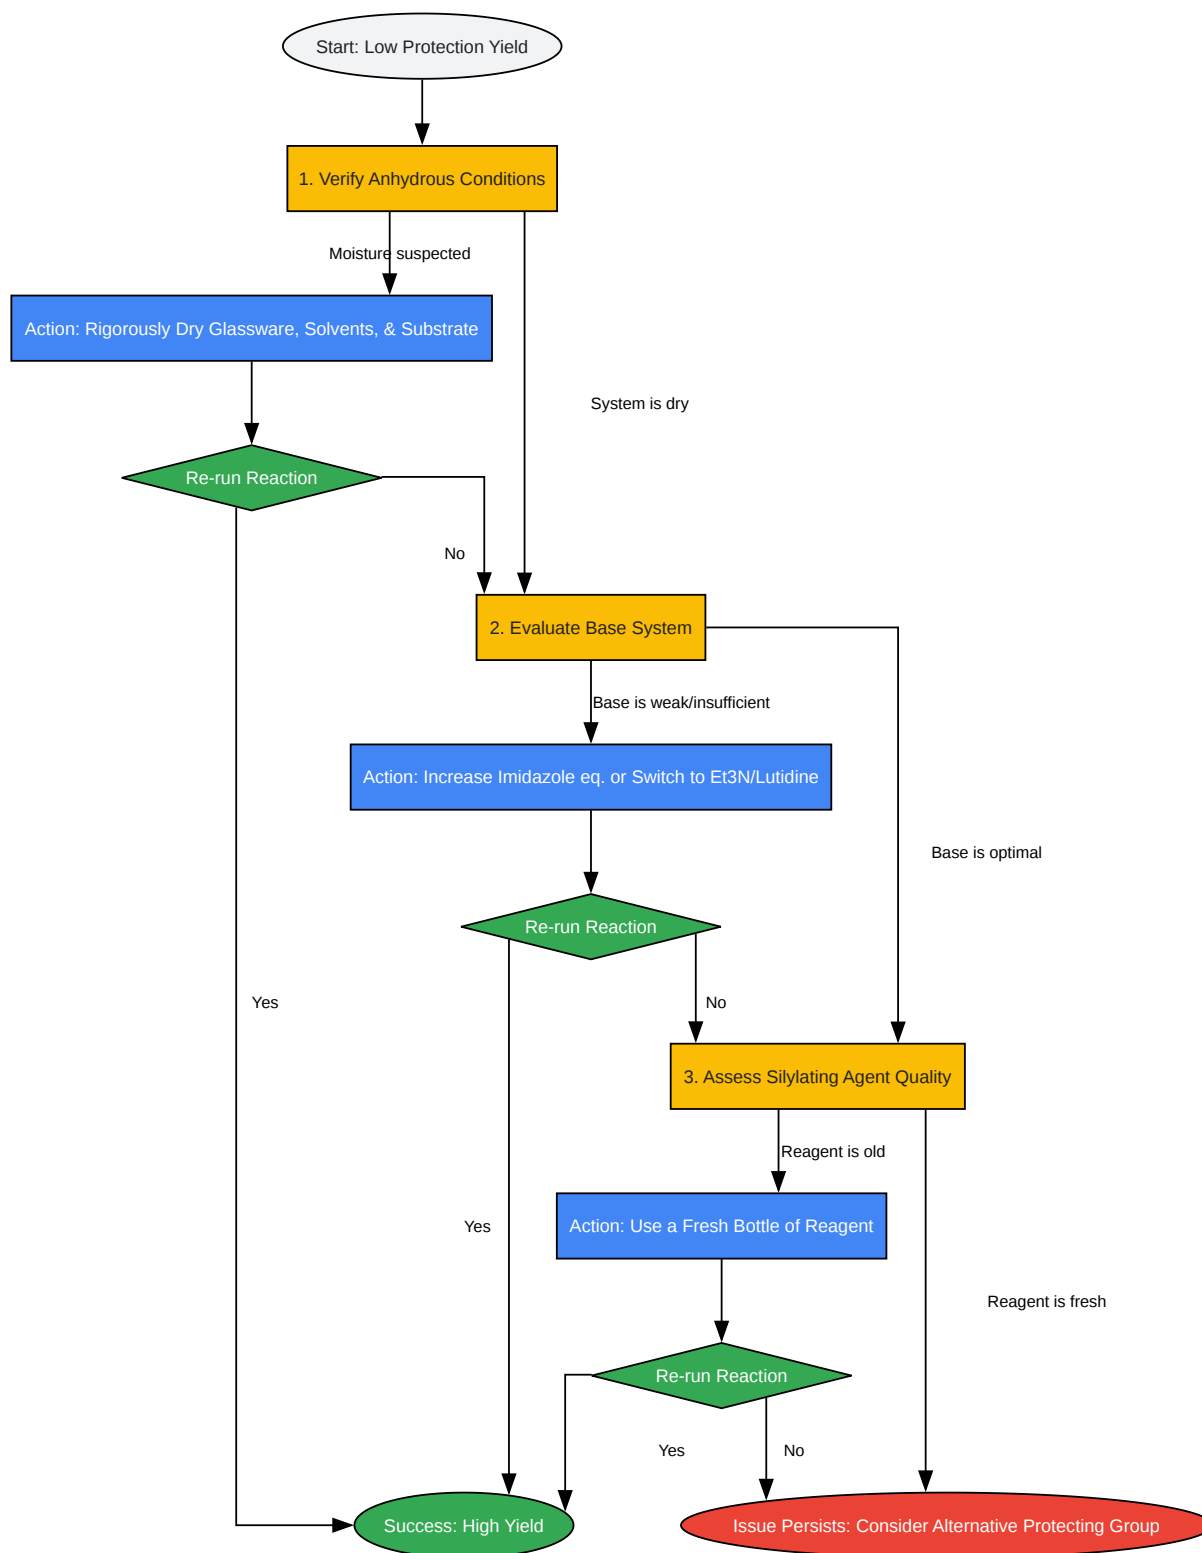 Start: Low Protection Yield
1. Verify Anhydrous Conditions
Moisture suspected
Action: Rigorously Dry Glassware, Solvents, & Substrate
System is dry
Re-run Reaction
No
2. Evaluate Base System
Base is weak/insufficient
Action: Increase Imidazole eq. or Switch to Et3N/Lutidine
Base is optimal
Re-run Reaction
Yes
No
3. Assess Silylating Agent Quality
Reagent is old
Yes
Action: Use a Fresh Bottle of Reagent
Reagent is fresh
Re-run Reaction
Yes
No
Success: High Yield
Issue Persists: Consider Alternative Protecting Group